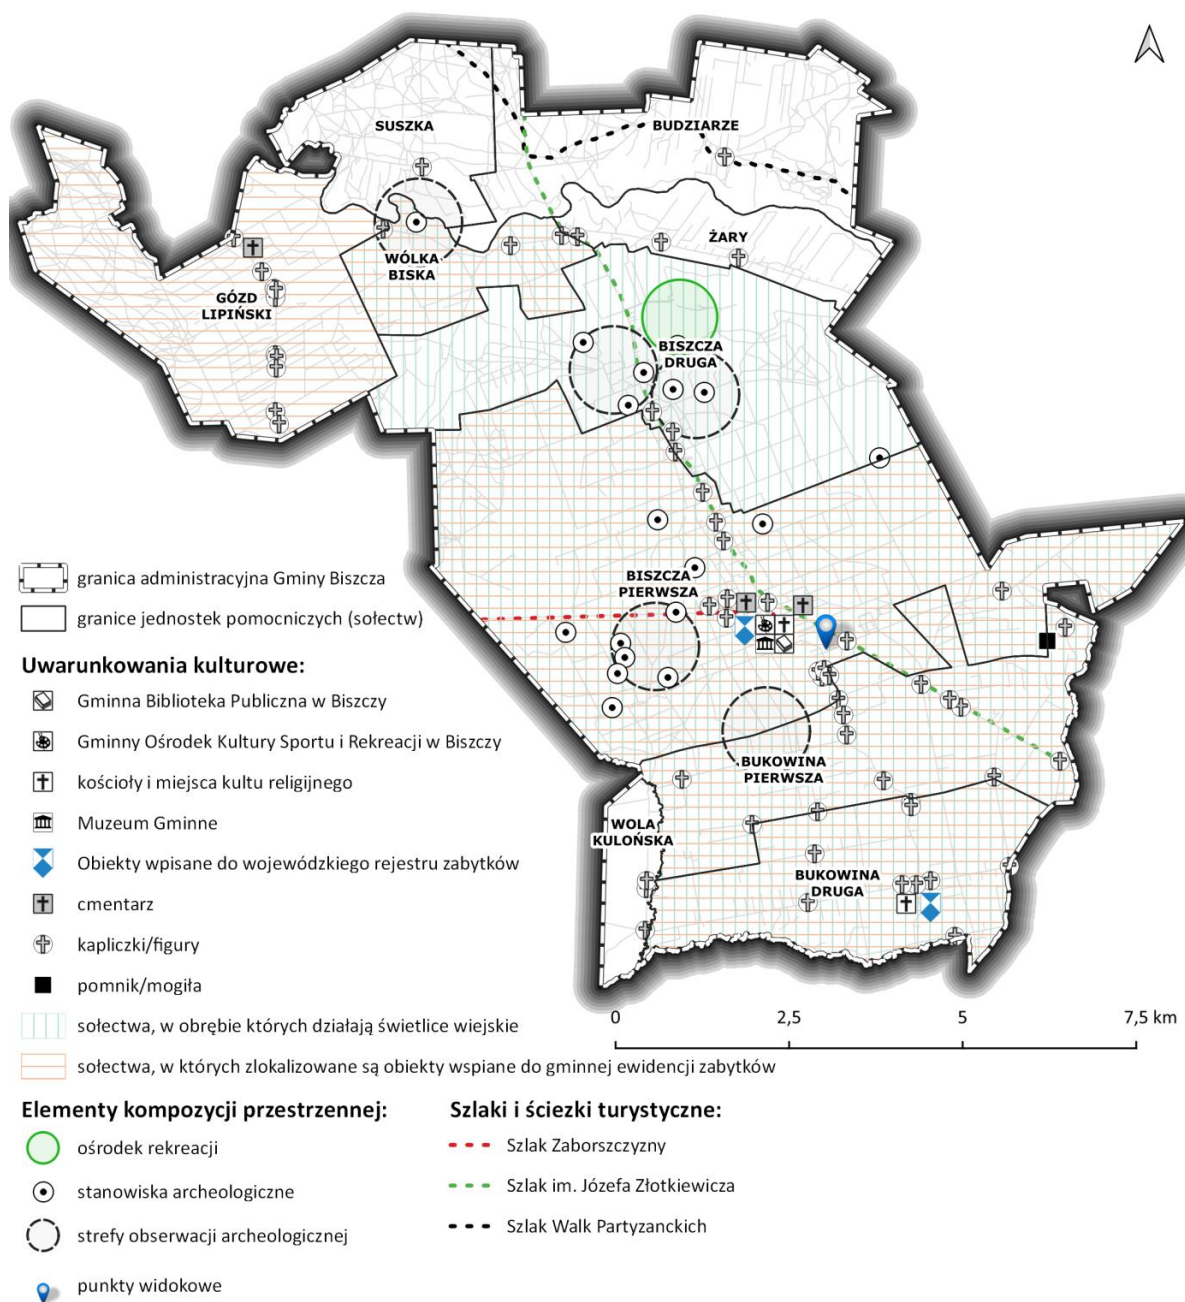 SUSZKA
BUDZIARZE
ŻARY
WÓLKA
BISKA
GÓZD
LIPIŃSKI
BISZCZA
DRUGA
BISZCZA
PIERWSZA
BUKOWINA
PIERWSZA
WOLA
KULOŃSKA
BUKOWINA
DRUGA
granica administracyjna Gminy Biszcza
granice jednostek pomocniczych (sołectw)
Uwarunkowania kulturowe:
Gminna Biblioteka Publiczna w Biszczy
Gminny Ośrodek Kultury Sportu i Rekreacji w Biszczy
kościoły i miejsca kultu religijnego
Muzeum Gminne
Obiekty wpisane do wojewódzkiego rejestru zabytków
cmentarz
kapliczki/figury
pomnik/mogiła
0 2,5 5 7,5 km
sołectwa, w obrębie których działają świetlice wiejskie
sołectwa, w których zlokalizowane są obiekty wspiane do gminnej ewidencji zabytków
Elementy kompozycji przestrzennej:
ośrodek rekreacji
stanowiska archeologiczne
strefy obserwacji archeologicznej
punkty widokowe
Szlaki i ściezki turystyczne:
Szlak Zaborszczyzny
Szlak im. Józefa Złotkiewicza
Szlak Walk Partyzanckich